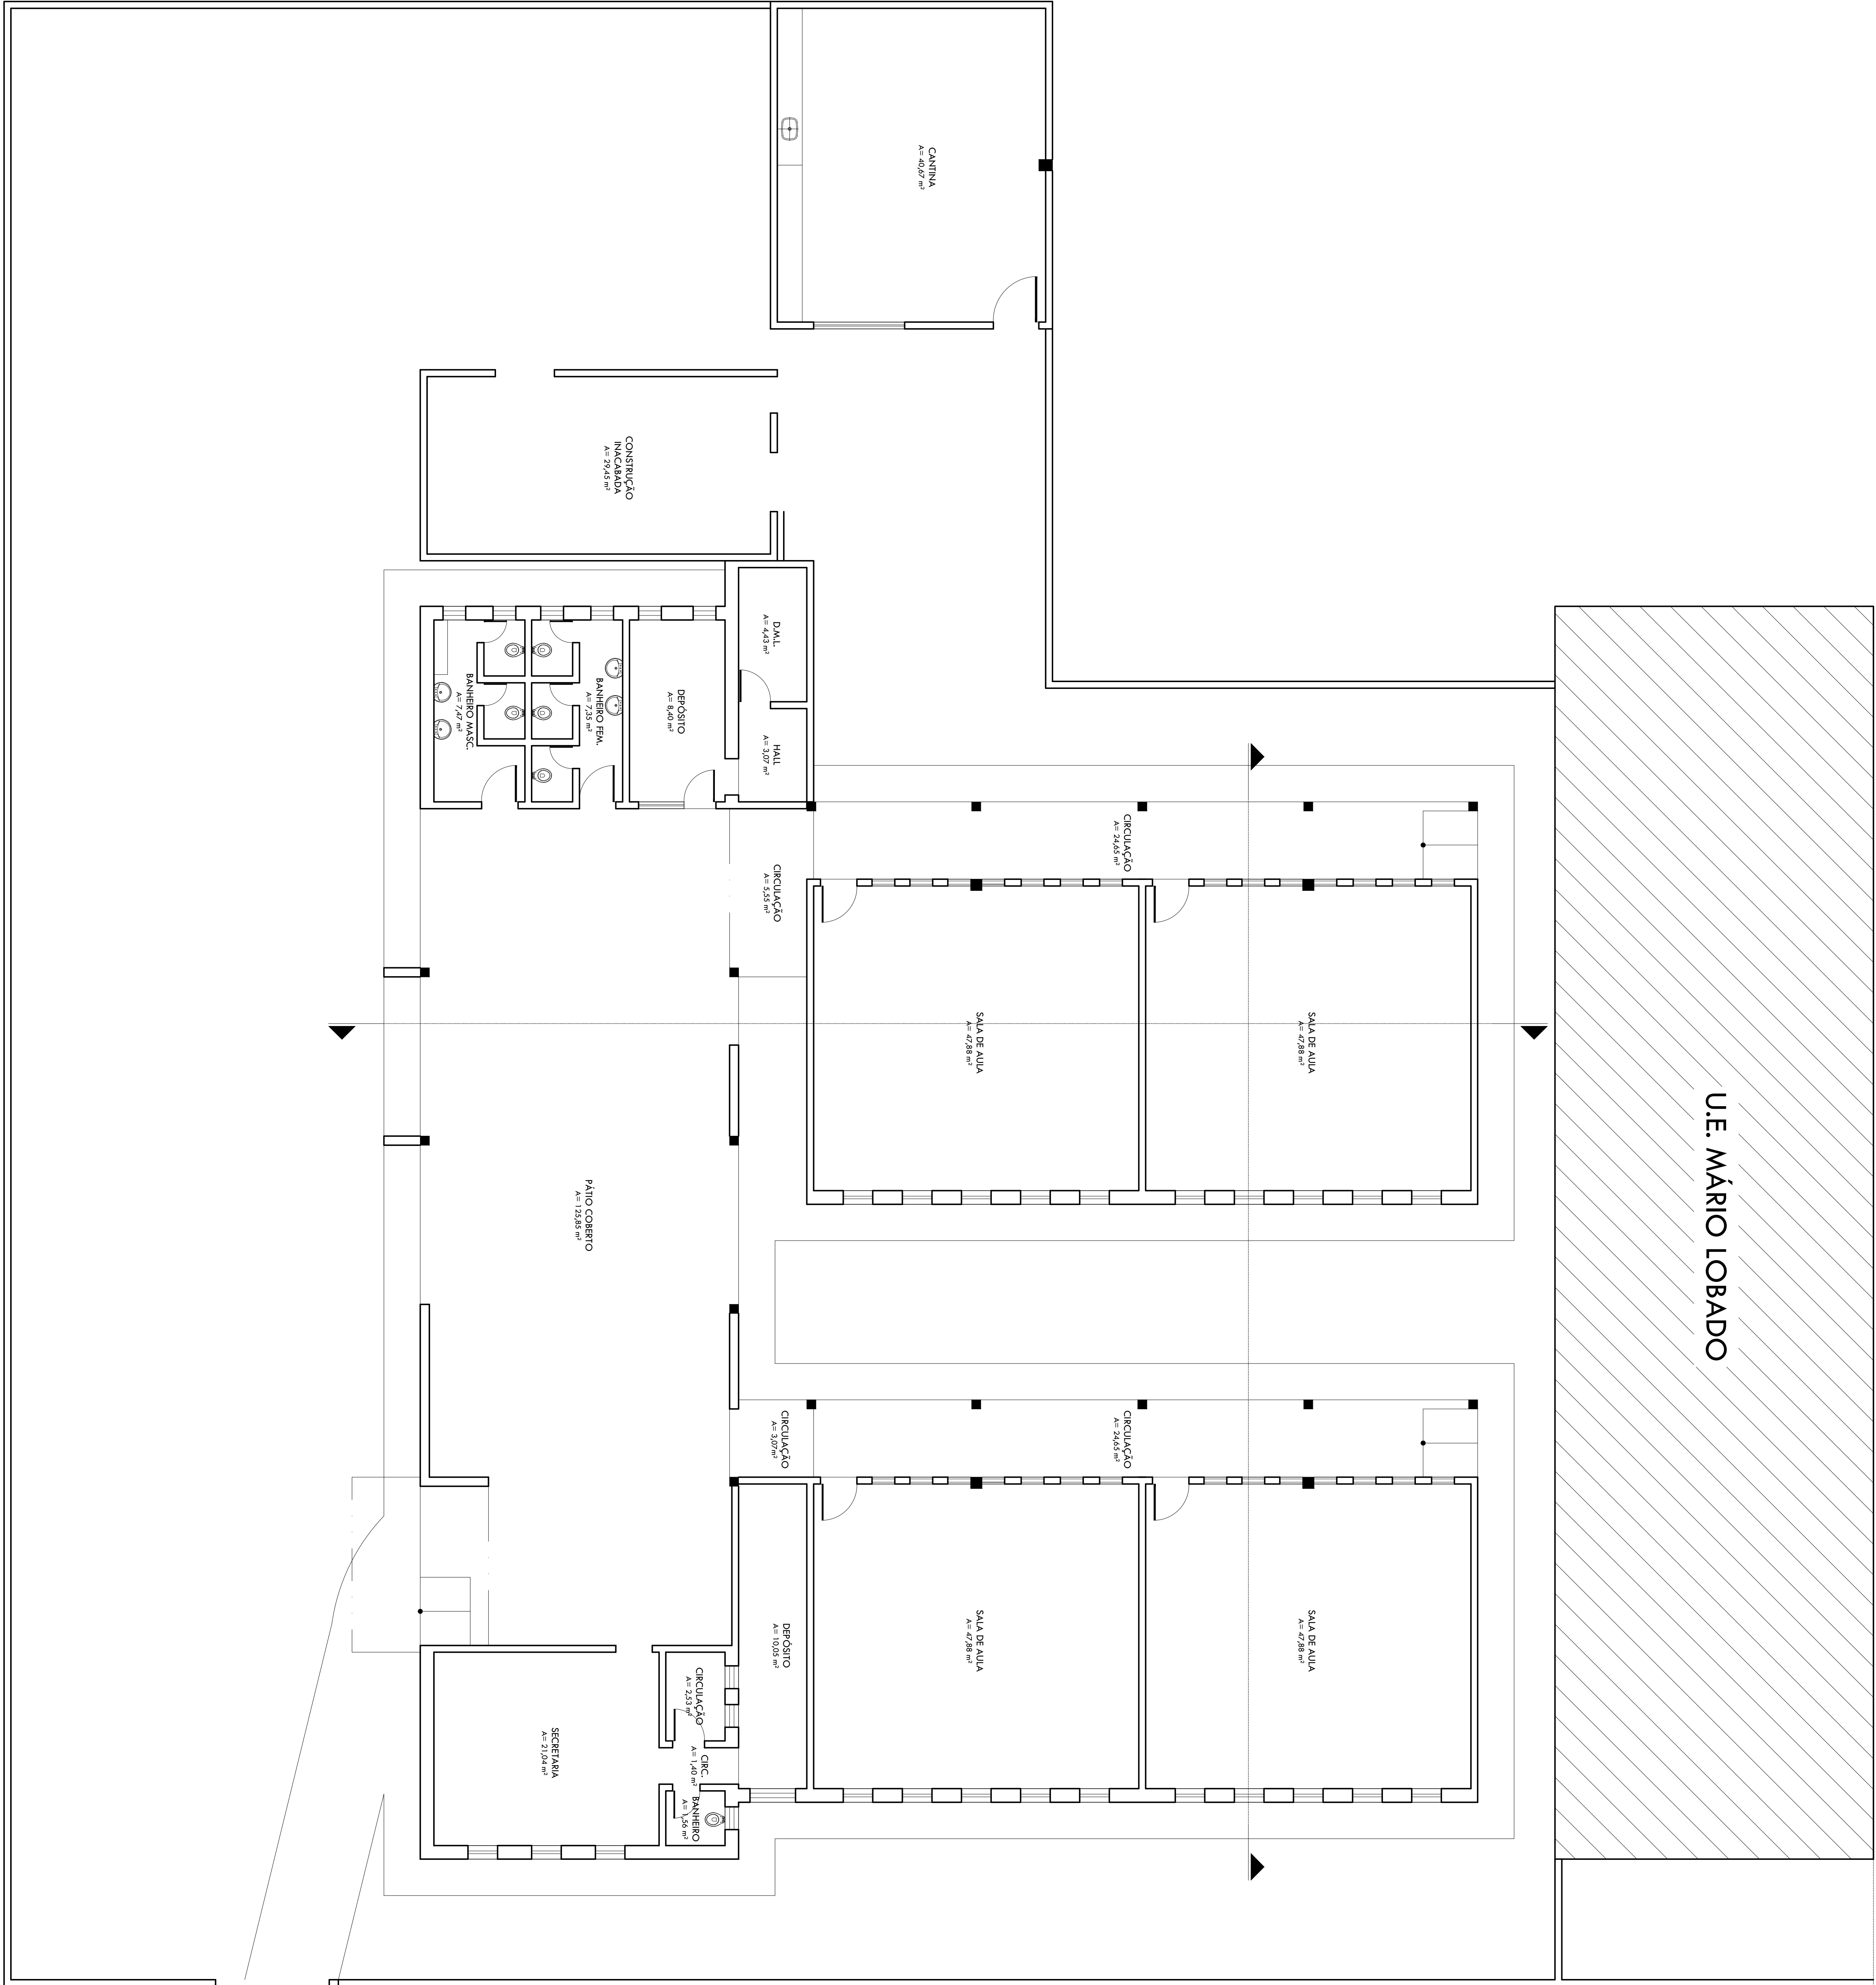 U.E. MÁRIO LOBADO
CANTINA
A= 40,67 m²
CONSTRUÇÃO
INACABADA
A= 29,45 m²
D.M.L.
A= 4,43 m²
HALL
A= 3,07 m²
DEPÓSITO
A= 8,40 m²
BANHEIRO FEM.
A= 7,35 m²
BANHEIRO MASC.
A= 7,47 m²
CIRCULAÇÃO
A= 24,65 m²
CIRCULAÇÃO
A= 5,55 m²
SALA DE AULA
A= 47,88 m²
SALA DE AULA
A= 47,88 m²
PÁTIO COBERTO
A= 125,85 m²
CIRCULAÇÃO
A= 24,65 m²
CIRCULAÇÃO
A= 3,07m²
SALA DE AULA
A= 47,88 m²
SALA DE AULA
A= 47,88 m²
DEPÓSITO
A= 10,05 m²
CIRCULAÇÃO
A= 2,53 m²
CIRC.
A= 1,40 m²
BANHEIRO
A= 1,56 m²
SECRETARIA
A= 21,04 m²